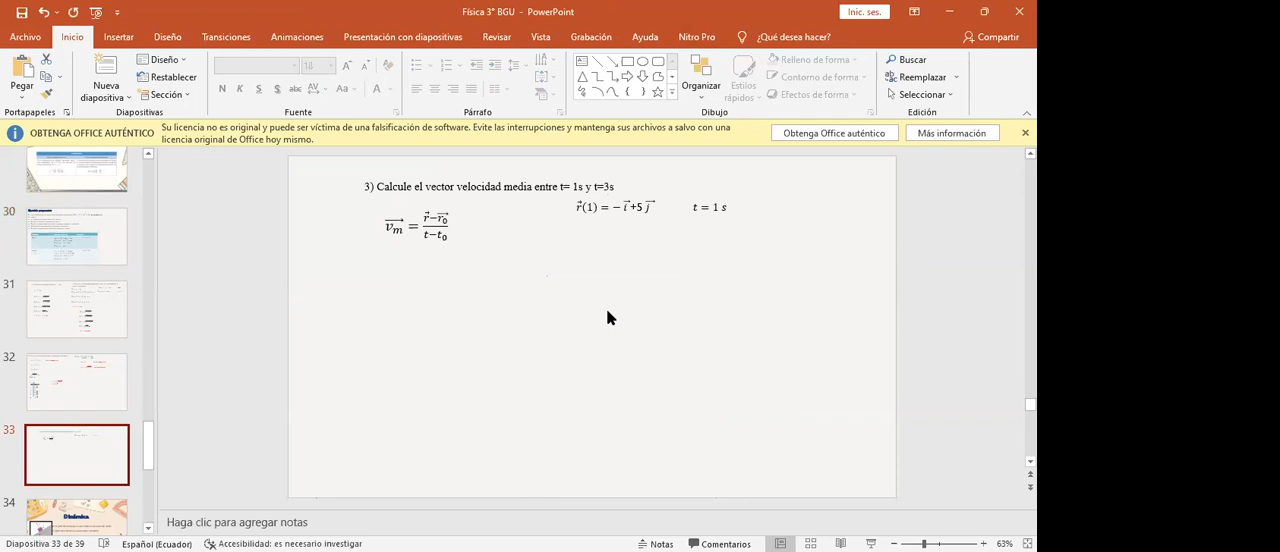 Física 3° BGU - PowerPoint
Inic. ses.
Archivo Inicio Insertar Diseño Transiciones Animaciones Presentación con diapositivas Revisar Vista Grabación Ayuda Nitro Pro ¿Qué desea hacer? Compartir
Pegar
Nueva diapositiva
Diseño
Restablecer
Sección
18
N K S S abc AV Aa A
Organizar
Estilos rápidos
Relleno de forma
Contorno de forma
Efectos de forma
Buscar
Reemplazar
Seleccionar
Portapapeles Diapositivas Fuente Párrafo Dibujo Edición
OBTENGA OFFICE AUTÉNTICO Su licencia no es original y puede ser víctima de una falsificación de software. Evite las interrupciones y mantenga sus archivos a salvo con una
licencia original de Office hoy mismo.
Obtenga Office auténtico Más información
30
31
32
33
34
Dinámica
3) Calcule el vector velocidad media entre t= 1s y t=3s
r⃗(1) = − i⃗ +5 j⃗ t = 1 s
v⃗m = (r⃗−r⃗₀)/(t−t₀)
Haga clic para agregar notas
Diapositiva 33 de 39 Español (Ecuador) Accesibilidad: es necesario investigar Notas Comentarios 63%